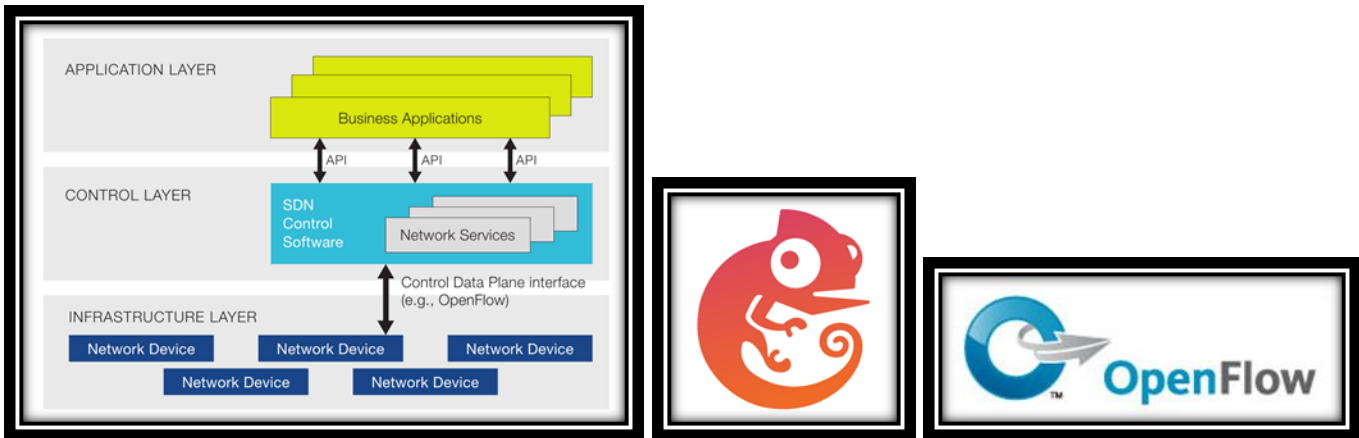 APPLICATION LAYER
Business Applications
API API API
CONTROL LAYER
SDN
Control
Software
Network Services
Control Data Plane interface
(e.g., OpenFlow)
INFRASTRUCTURE LAYER
Network Device Network Device Network Device
Network Device Network Device
OpenFlow
TM